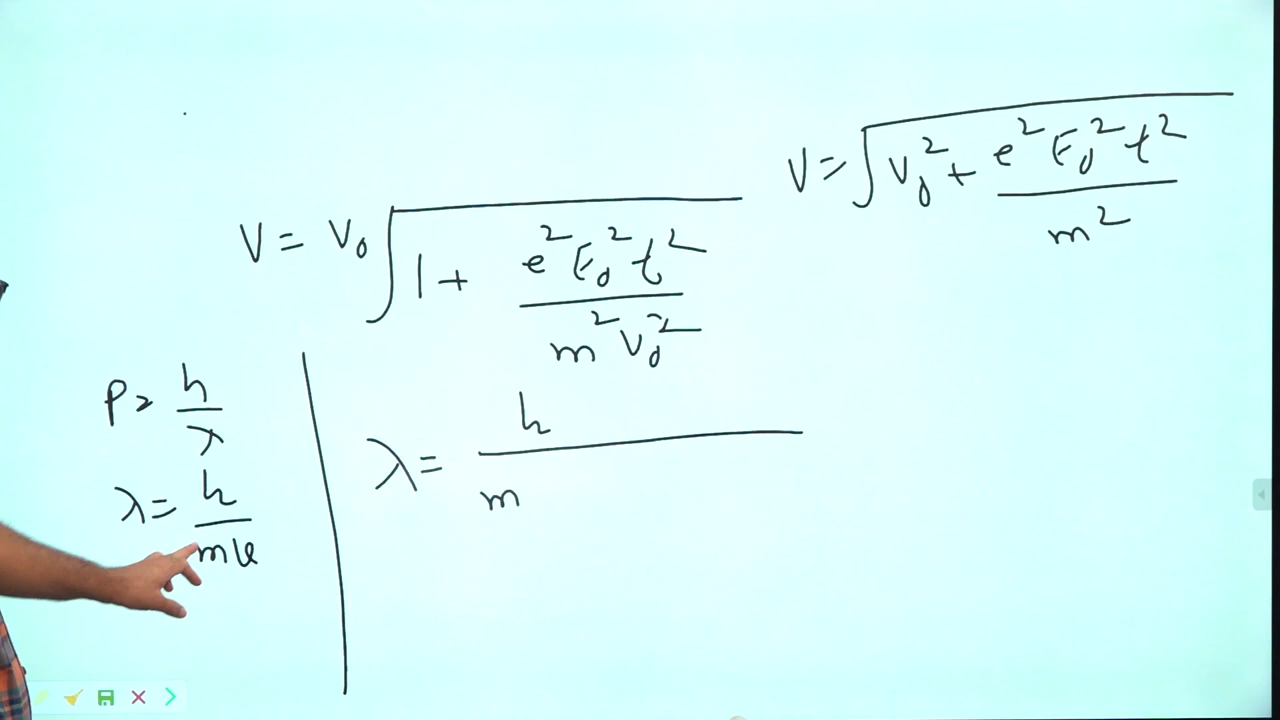 V = √(V₀² + e²E₀²t² / m²)
V = V₀ √(1 + e²E₀²t² / m²V₀²)
P = h / λ
λ = h / mv
λ = h / m